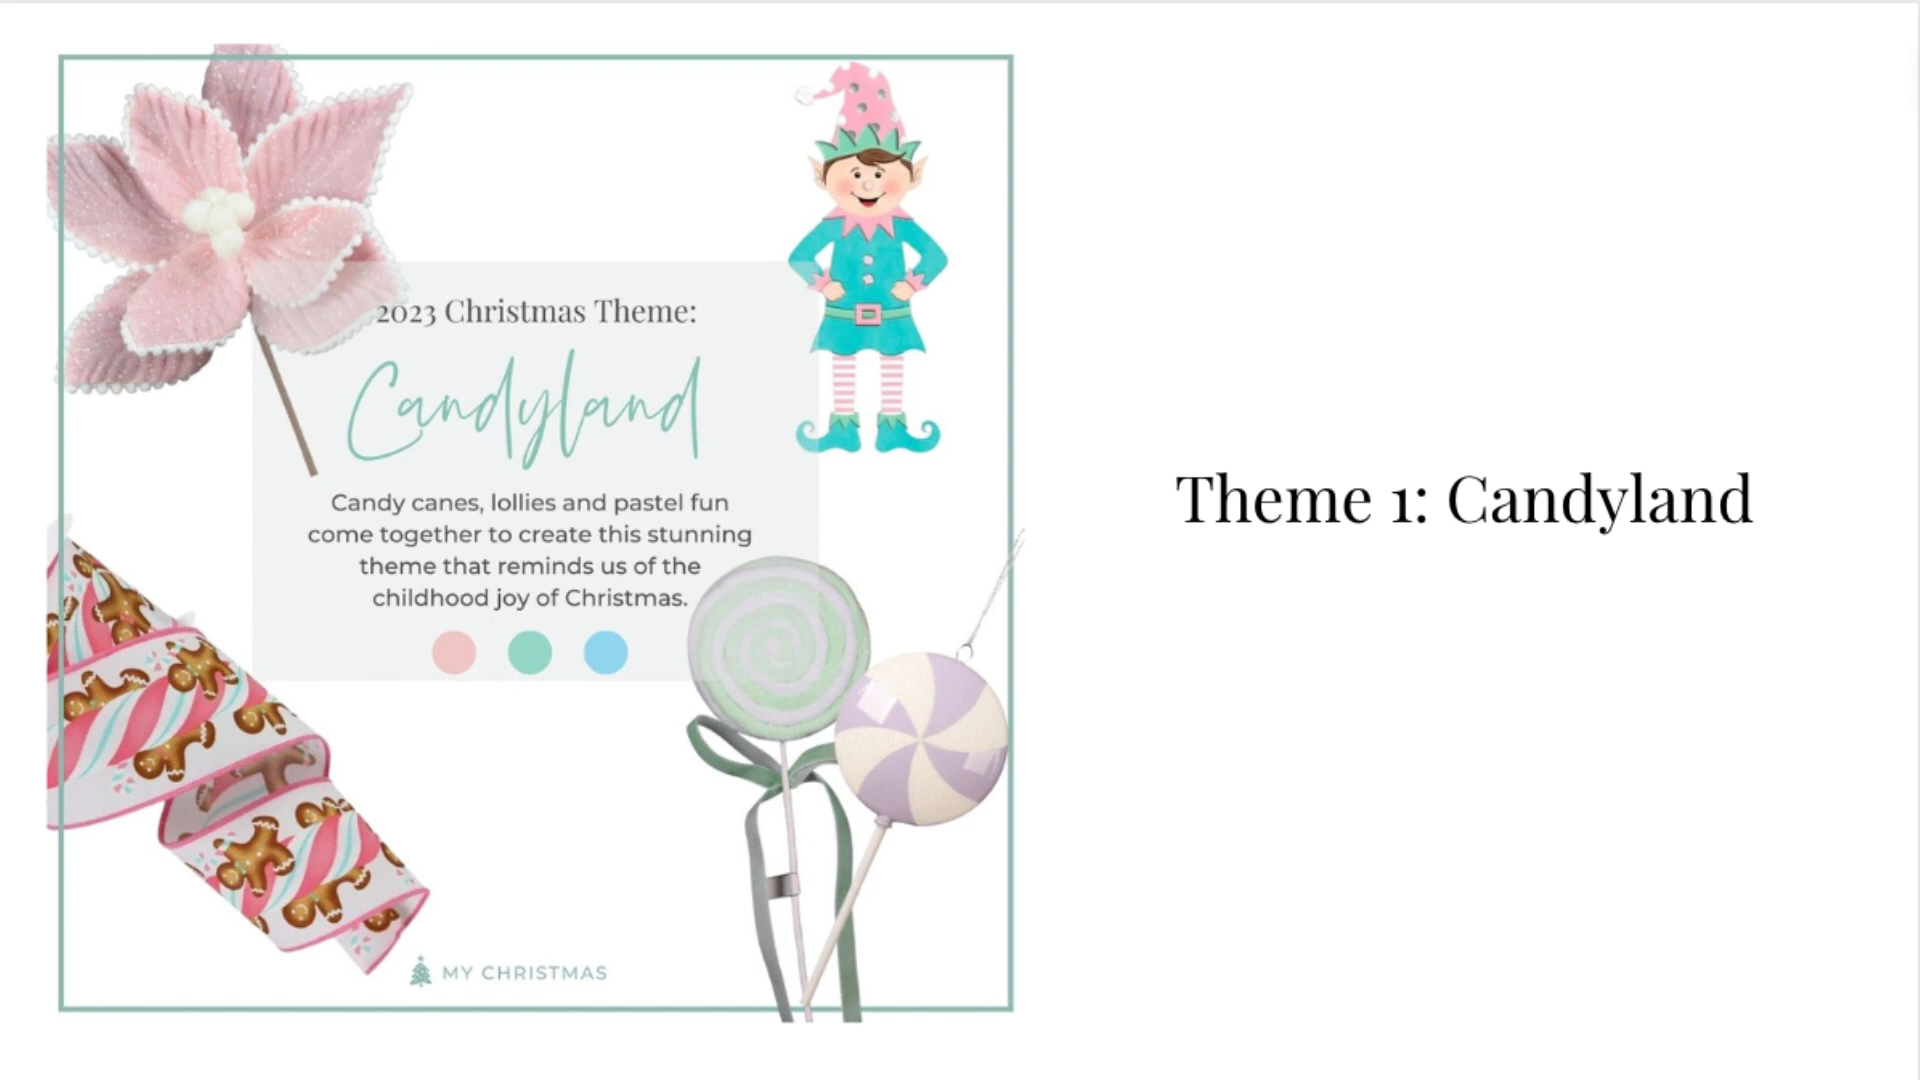 2023 Christmas Theme:
Candyland
Candy canes, lollies and pastel fun
come together to create this stunning
theme that reminds us of the
childhood joy of Christmas.
MY CHRISTMAS
Theme 1: Candyland